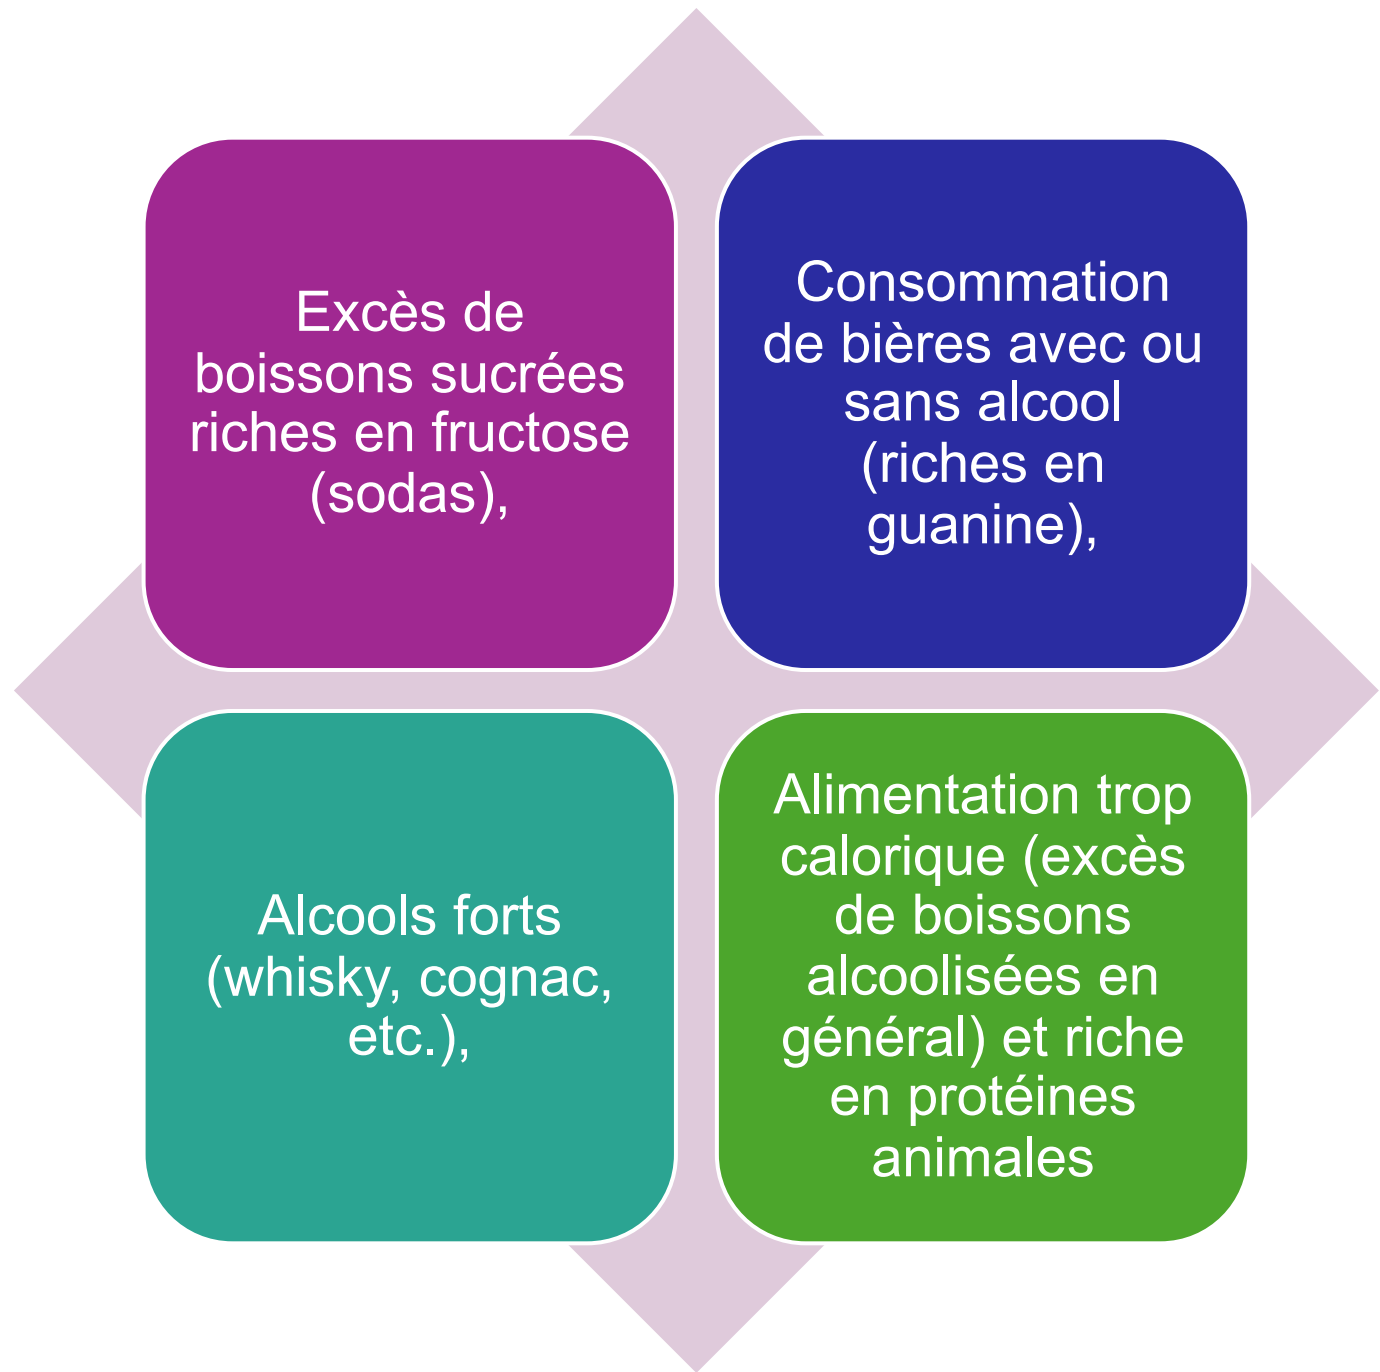 Excès de
boissons sucrées
riches en fructose
(sodas),
Consommation
de bières avec ou
sans alcool
(riches en
guanine),
Alcools forts
(whisky, cognac,
etc.),
Alimentation trop
calorique (excès
de boissons
alcoolisées en
général) et riche
en protéines
animales